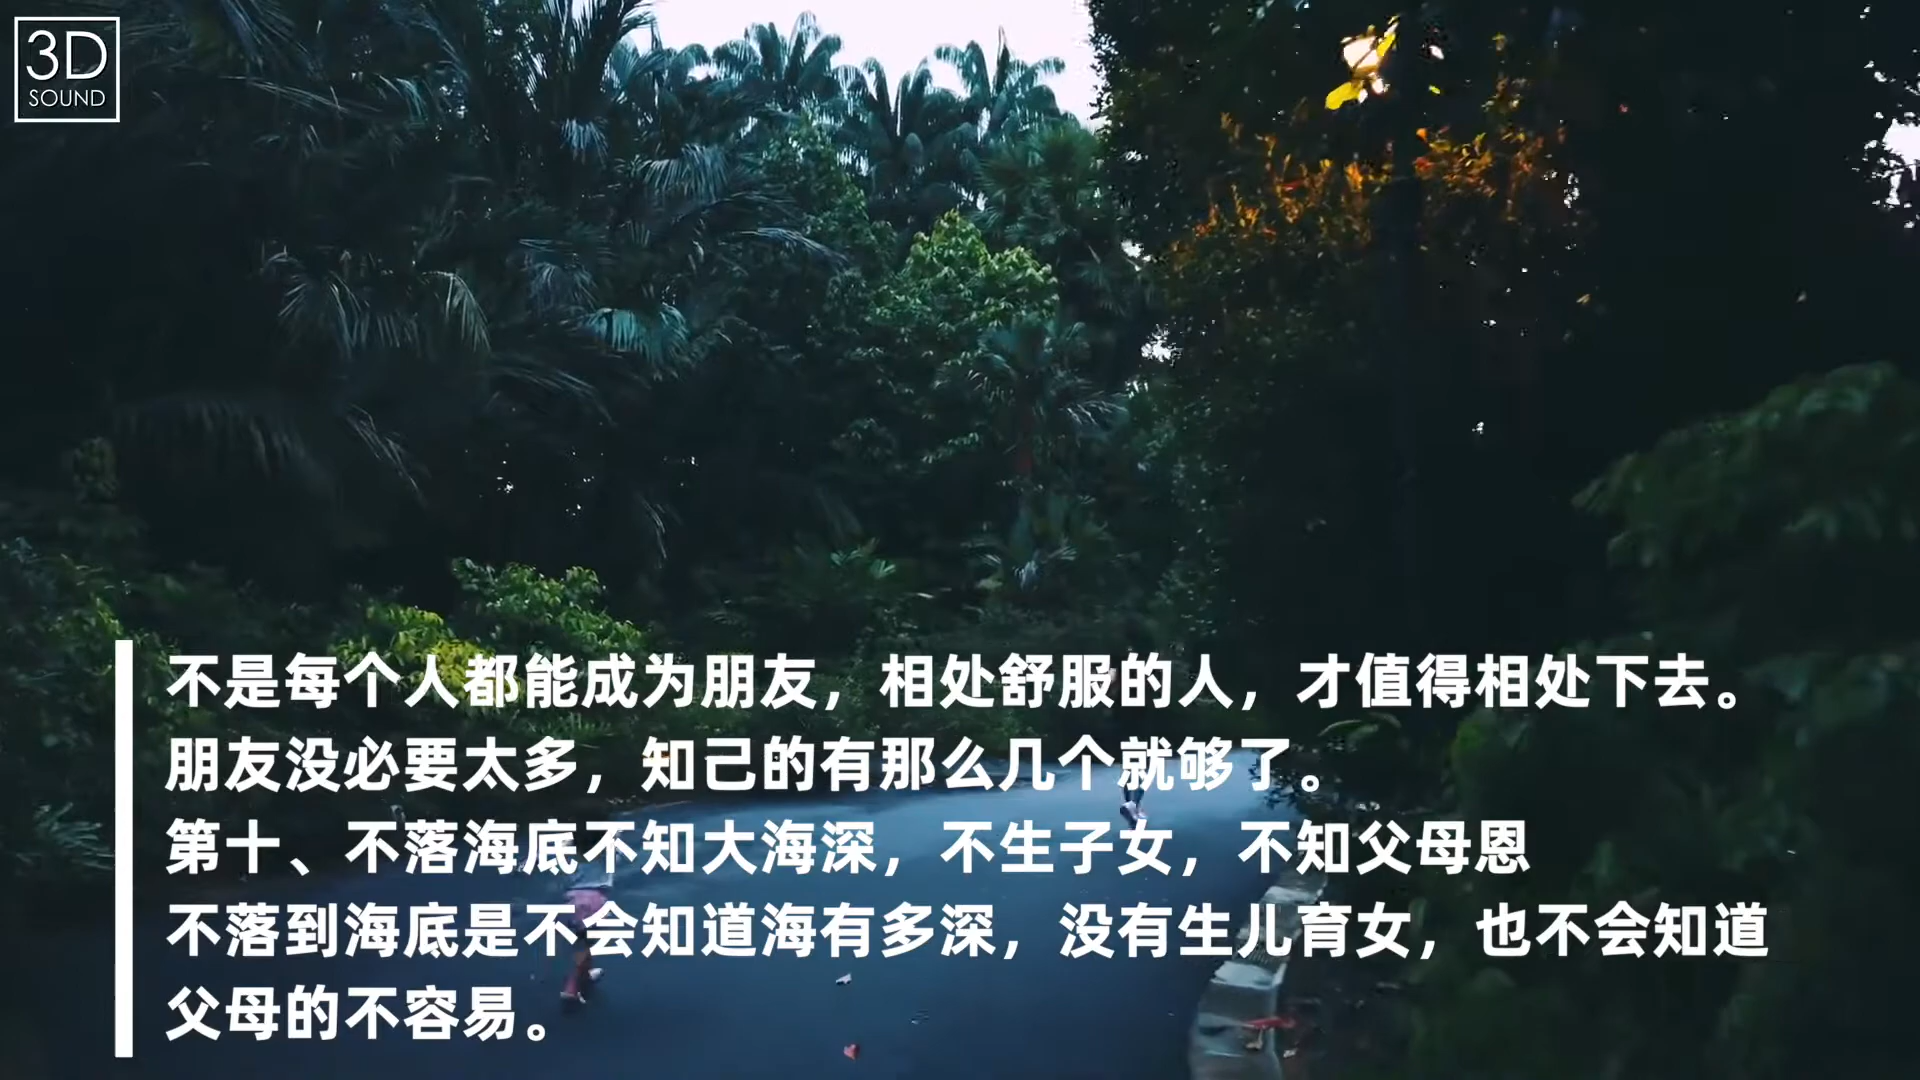 3D
SOUND
不是每个人都能成为朋友，相处舒服的人，才值得相处下去。
朋友没必要太多，知己的有那么几个就够了。
第十、不落海底不知大海深，不生子女，不知父母恩
不落到海底是不会知道海有多深，没有生儿育女，也不会知道
父母的不容易。